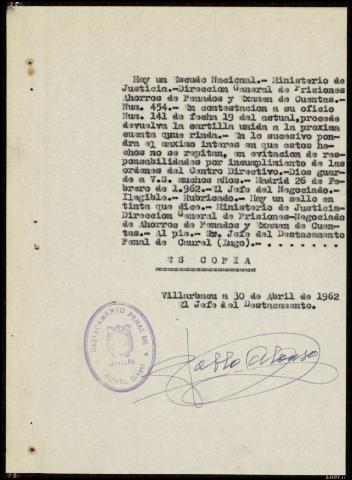 Hay un Escudo Nacional.- Ministerio de
Justicia.-Direccion General de Prisiones
Ahorros de Penados y Examen de Cuentas.-
Num. 454.- En contestacion a su oficio
Num. 141 de fecha 19 del actual,procede
devuelva la cartilla unida a la proxima
cuenta qyue rinda.- En lo sucesivo pon-
dra el maximo interes en que estos he-
chos no se repitan, en evitacion de res-
ponsabilidades por incumplimiento de las
ordenes del Centro Directivo.-Dios guar-
de a V.S. muchos años.- Madrid 26 de Fe-
brero de 1.962.-El Jefe del Negociado.-
Ilegible.- Rubricado.- Hay un sello en
tinta que dice.- Ministerio de Justicia-
Direccion General de Prisiones-Negociado
de Ahorros de Penados y Examen de Cuen-
tas.- Al pie.- Sr. Jefe del Destacamento
Penal de Caurel (Lugo).- . . . . . . .
ES COPIA
Villarbacu a 30 de Abril de 1962
El Jefe del Destacamento.
DESTACAMENTO PENAL DE
CAUREL (Lugo)
Pablo Alonso